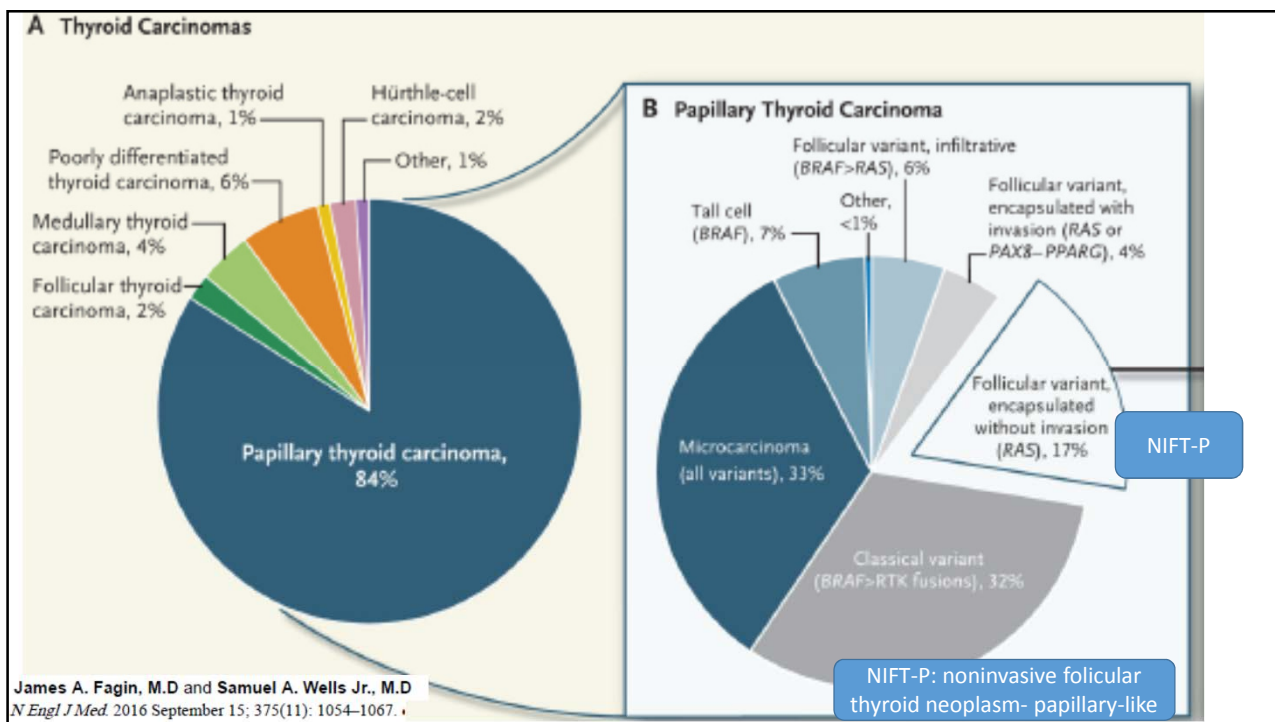 A Thyroid Carcinomas
Anaplastic thyroid
carcinoma, 1%
Hürthle-cell
carcinoma, 2%
Poorly differentiated
thyroid carcinoma, 6%
Other, 1%
Medullary thyroid
carcinoma, 4%
Follicular thyroid
carcinoma, 2%
Papillary thyroid carcinoma,
84%
B Papillary Thyroid Carcinoma
Follicular variant, infiltrative
(BRAF>RAS), 6%
Tall cell
(BRAF), 7%
Other,
<1%
Follicular variant,
encapsulated with
invasion (RAS or
PAX8–PPARG), 4%
Follicular variant,
encapsulated
without invasion
(RAS), 17%
NIFT-P
Microcarcinoma
(all variants), 33%
Classical variant
(BRAF>RTK fusions), 32%
NIFT-P: noninvasive folicular
thyroid neoplasm- papillary-like
James A. Fagin, M.D and Samuel A. Wells Jr., M.D
N Engl J Med. 2016 September 15; 375(11): 1054–1067.